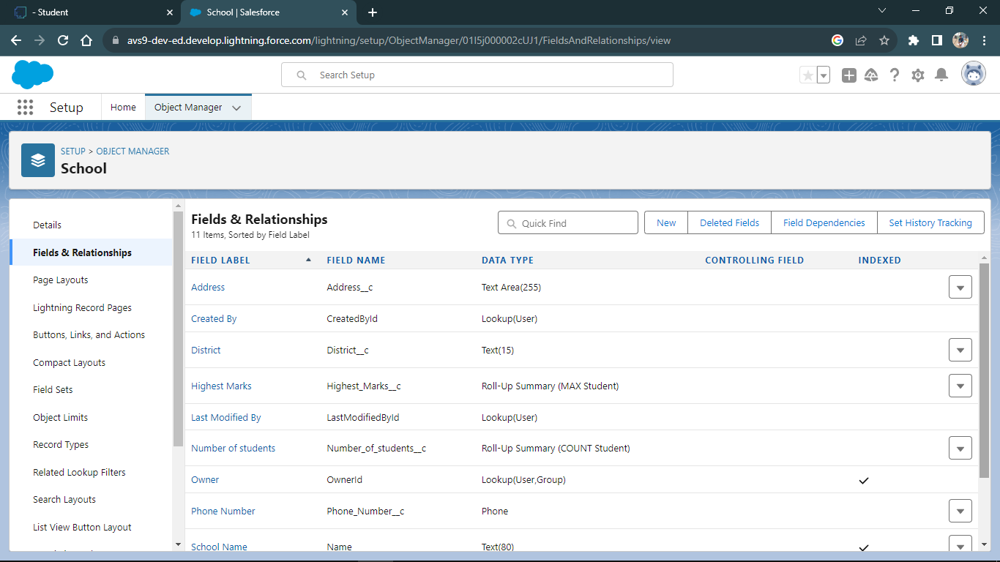 - Student
School | Salesforce
avs9-dev-ed.develop.lightning.force.com/lightning/setup/ObjectManager/01I5j000002cUJ1/FieldsAndRelationships/view
Search Setup
Setup Home Object Manager
SETUP > OBJECT MANAGER
School
Details
Fields & Relationships
Page Layouts
Lightning Record Pages
Buttons, Links, and Actions
Compact Layouts
Field Sets
Object Limits
Record Types
Related Lookup Filters
Search Layouts
List View Button Layout
Fields & Relationships
11 Items, Sorted by Field Label
Quick Find
New Deleted Fields Field Dependencies Set History Tracking
FIELD LABEL FIELD NAME DATA TYPE CONTROLLING FIELD INDEXED
Address Address__c Text Area(255)
Created By CreatedById Lookup(User)
District District__c Text(15)
Highest Marks Highest_Marks__c Roll-Up Summary (MAX Student)
Last Modified By LastModifiedById Lookup(User)
Number of students Number_of_students__c Roll-Up Summary (COUNT Student)
Owner OwnerId Lookup(User,Group)
Phone Number Phone_Number__c Phone
School Name Name Text(80)